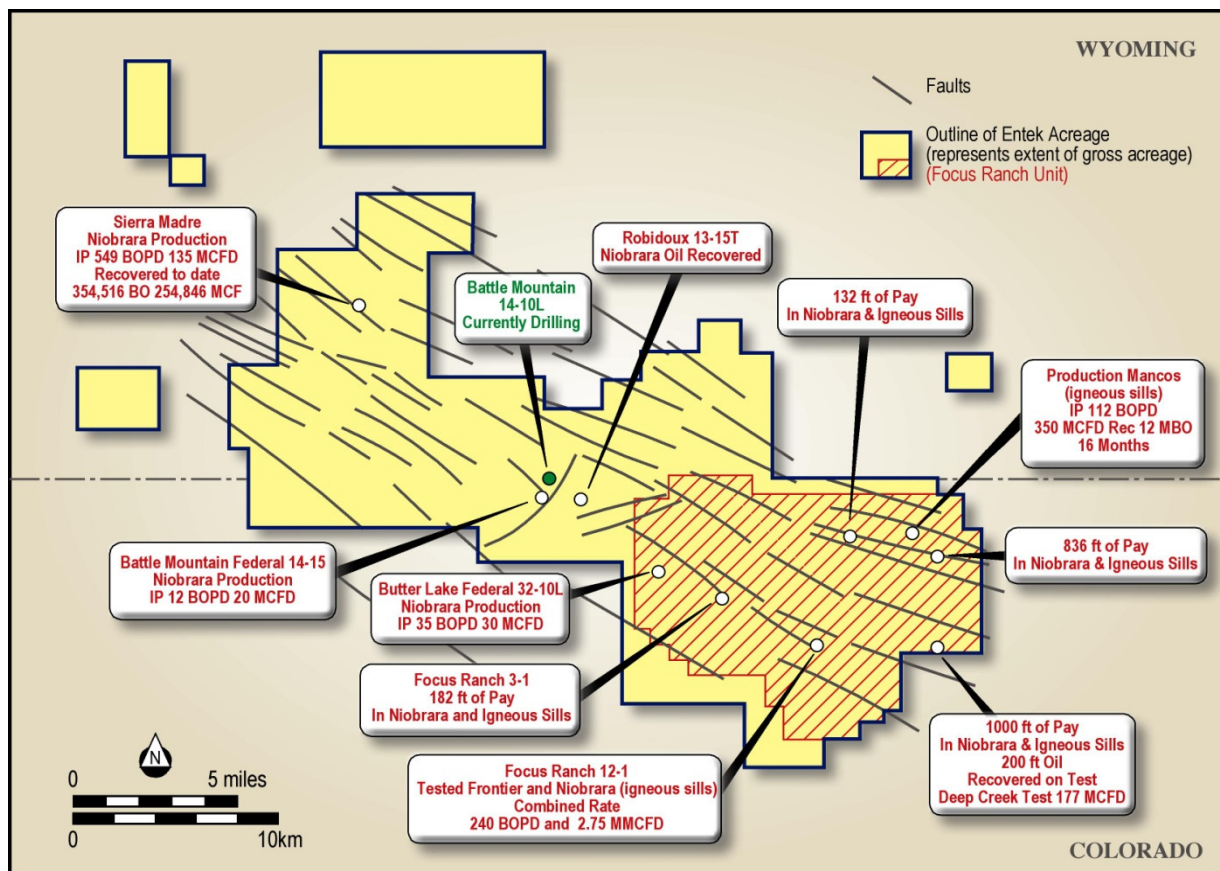 WYOMING
Faults
Outline of Entek Acreage
(represents extent of gross acreage)
(Focus Ranch Unit)
Sierra Madre
Niobrara Production
IP 549 BOPD 135 MCFD
Recovered to date
354,516 BO 254,846 MCF
Battle Mountain
14-10L
Currently Drilling
Robidoux 13-15T
Niobrara Oil Recovered
132 ft of Pay
In Niobrara & Igneous Sills
Production Mancos
(igneous sills)
IP 112 BOPD
350 MCFD Rec 12 MBO
16 Months
836 ft of Pay
In Niobrara & Igneous Sills
Battle Mountain Federal 14-15
Niobrara Production
IP 12 BOPD 20 MCFD
Butter Lake Federal 32-10L
Niobrara Production
IP 35 BOPD 30 MCFD
Focus Ranch 3-1
182 ft of Pay
In Niobrara and Igneous Sills
Focus Ranch 12-1
Tested Frontier and Niobrara (igneous sills)
Combined Rate
240 BOPD and 2.75 MMCFD
1000 ft of Pay
In Niobrara & Igneous Sills
200 ft Oil
Recovered on Test
Deep Creek Test 177 MCFD
N
0 5 miles
0 10km
COLORADO